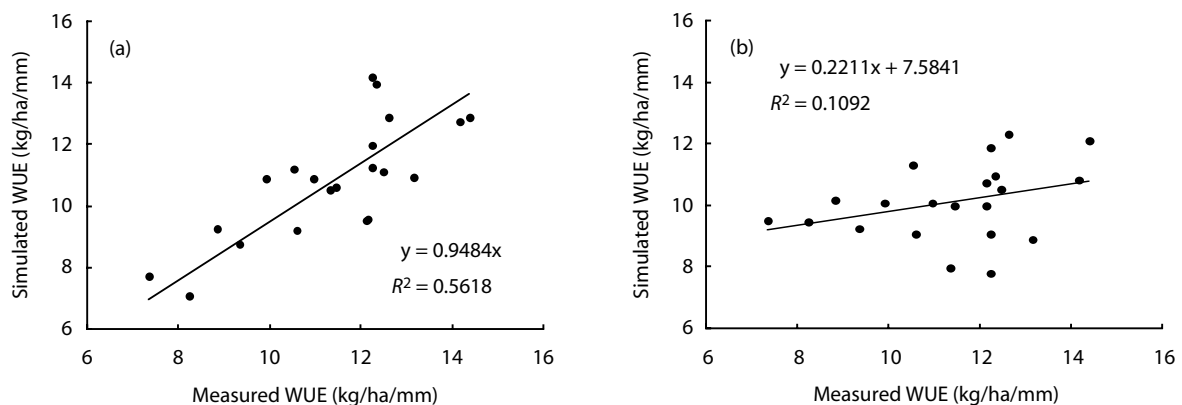 (a)
Simulated WUE (kg/ha/mm)
16
14
12
10
8
6
y = 0.9484x
R² = 0.5618
6 8 10 12 14 16
Measured WUE (kg/ha/mm)
(b)
Simulated WUE (kg/ha/mm)
16
14
12
10
8
6
y = 0.2211x + 7.5841
R² = 0.1092
6 8 10 12 14 16
Measured WUE (kg/ha/mm)